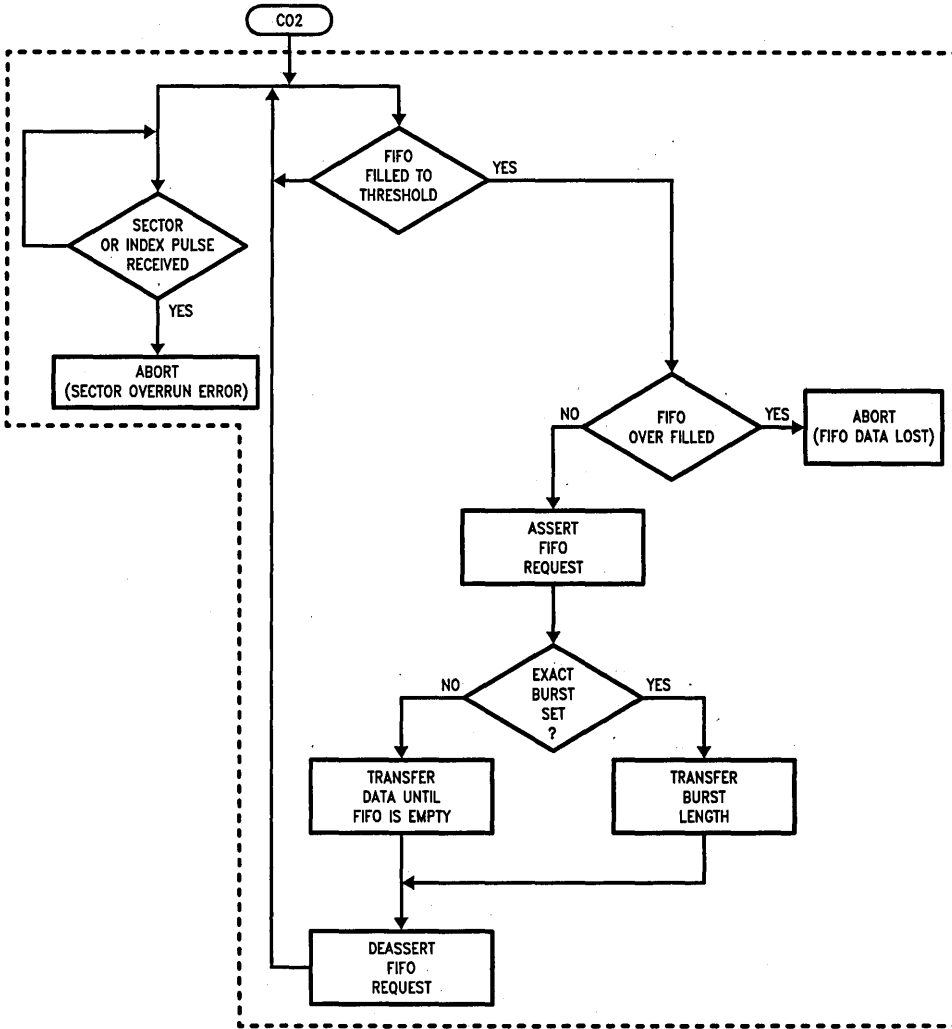 CO2
FIFO
FILLED TO
THRESHOLD
YES
SECTOR
OR INDEX PULSE
RECEIVED
YES
ABORT
(SECTOR OVERRUN ERROR)
NO
FIFO
OVER FILLED
YES
ABORT
(FIFO DATA LOST)
ASSERT
FIFO
REQUEST
NO
EXACT
BURST
SET
?
YES
TRANSFER
DATA UNTIL
FIFO IS EMPTY
TRANSFER
BURST
LENGTH
DEASSERT
FIFO
REQUEST